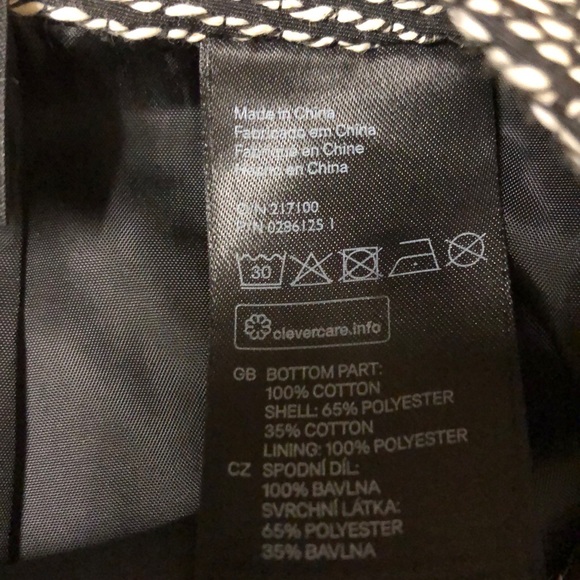 Made in China
Fabricado em China
Fabriqué en Chine
Hecho en China
O/N 217100
P/N 0286125 1
30
clevercare.info
GB BOTTOM PART:
100% COTTON
SHELL: 65% POLYESTER
35% COTTON
LINING: 100% POLYESTER
CZ SPODNÍ DÍL:
100% BAVLNA
SVRCHNÍ LÁTKA:
65% POLYESTER
35% BAVLNA